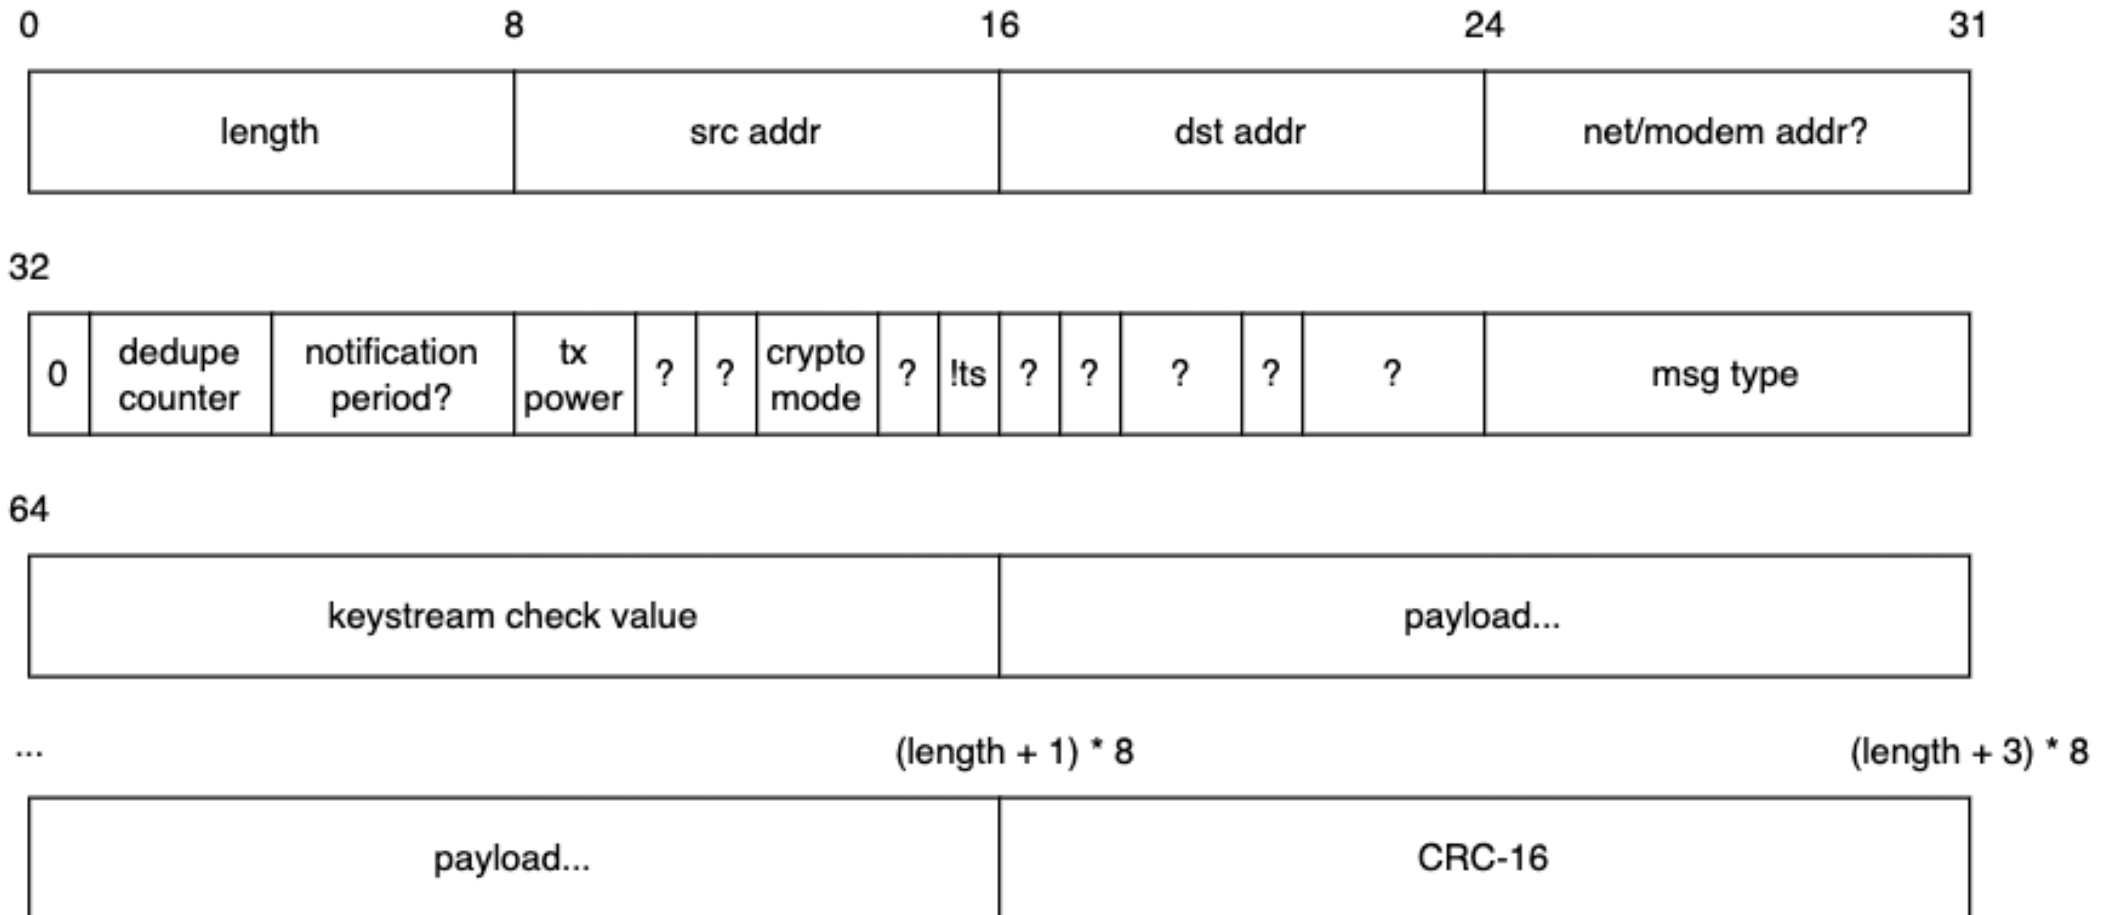 0 8 16 24 31
length src addr dst addr net/modem addr?
32
0 dedupe counter notification period? tx power ? ? crypto mode ? !ts ? ? ? ? ? msg type
64
keystream check value payload...
... (length + 1) * 8 (length + 3) * 8
payload... CRC-16